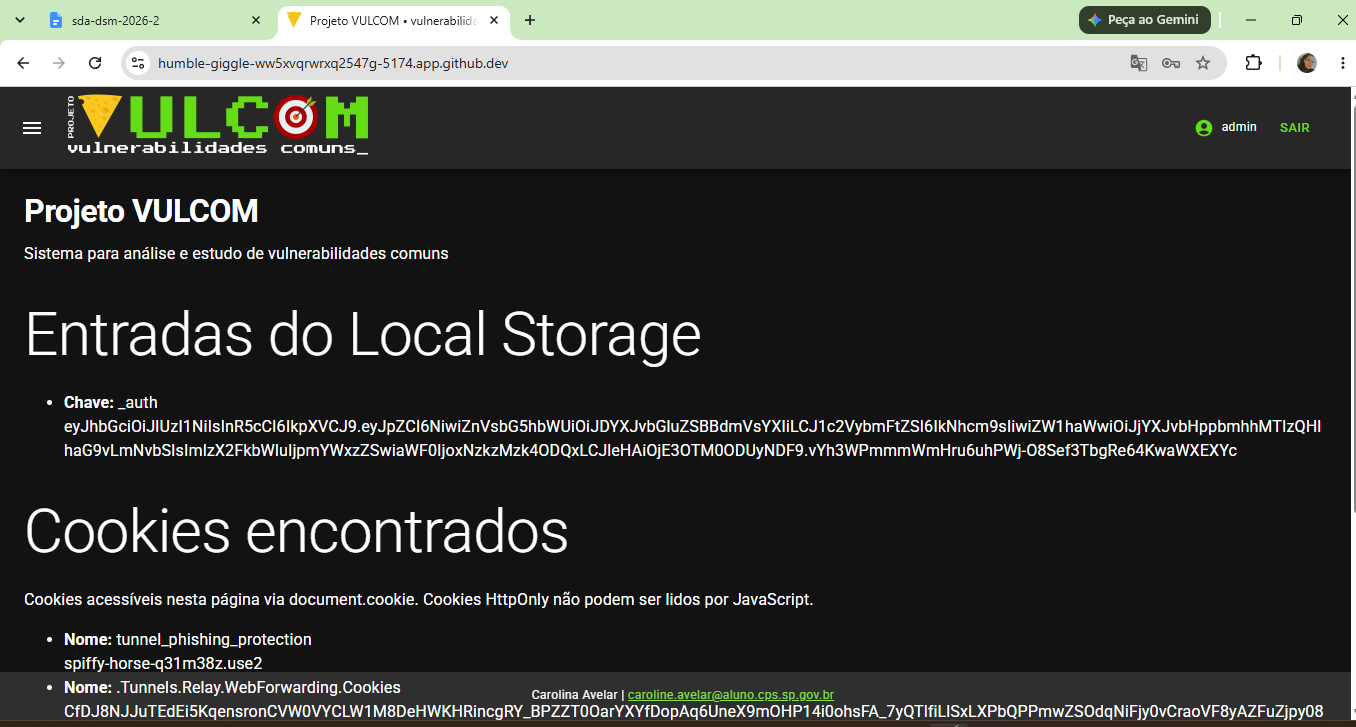 sda-dsm-2026-2
Projeto VULCOM • vulnerabilida
Peça ao Gemini
humble-giggle-ww5xvqrwrxq2547g-5174.app.github.dev
PROJETO
VULCOM
vulnerabilidades comuns_
admin
SAIR
Projeto VULCOM
Sistema para análise e estudo de vulnerabilidades comuns
Entradas do Local Storage
Chave: _auth
eyJhbGciOiJIUzI1NiIsInR5cCI6IkpXVCJ9.eyJpZCI6NiwiZnVsbG5hbWUiOiJDYXJvbGluZSBBdmVsYXIiLCJ1c2VybmFtZSI6IkNhcm9sIiwiZW1haWwiOiJjYXJvbHppbmhhMTIzQHl
haG9vLmNvbSIsImlzX2FkbWluIjpmYWxzZSwiaWF0IjoxNzkzMzk4ODQxLCJleHAiOjE3OTM0ODUyNDF9.vYh3WPmmmWmHru6uhPWj-O8Sef3TbgRe64KwaWXEXYc
Cookies encontrados
Cookies acessíveis nesta página via document.cookie. Cookies HttpOnly não podem ser lidos por JavaScript.
Nome: tunnel_phishing_protection
spiffy-horse-q31m38z.use2
Nome: .Tunnels.Relay.WebForwarding.Cookies
Carolina Avelar | caroline.avelar@aluno.cps.sp.gov.br
CfDJ8NJJuTEdEi5KqensronCVW0VYCLW1M8DeHWKHRincgRY_BPZZT0OarYXYfDopAq6UneX9mOHP14i0ohsFA_7yQTIfiLlSxLXPbQPPmwZSOdqNiFjy0vCraoVF8yAZFuZjpy08